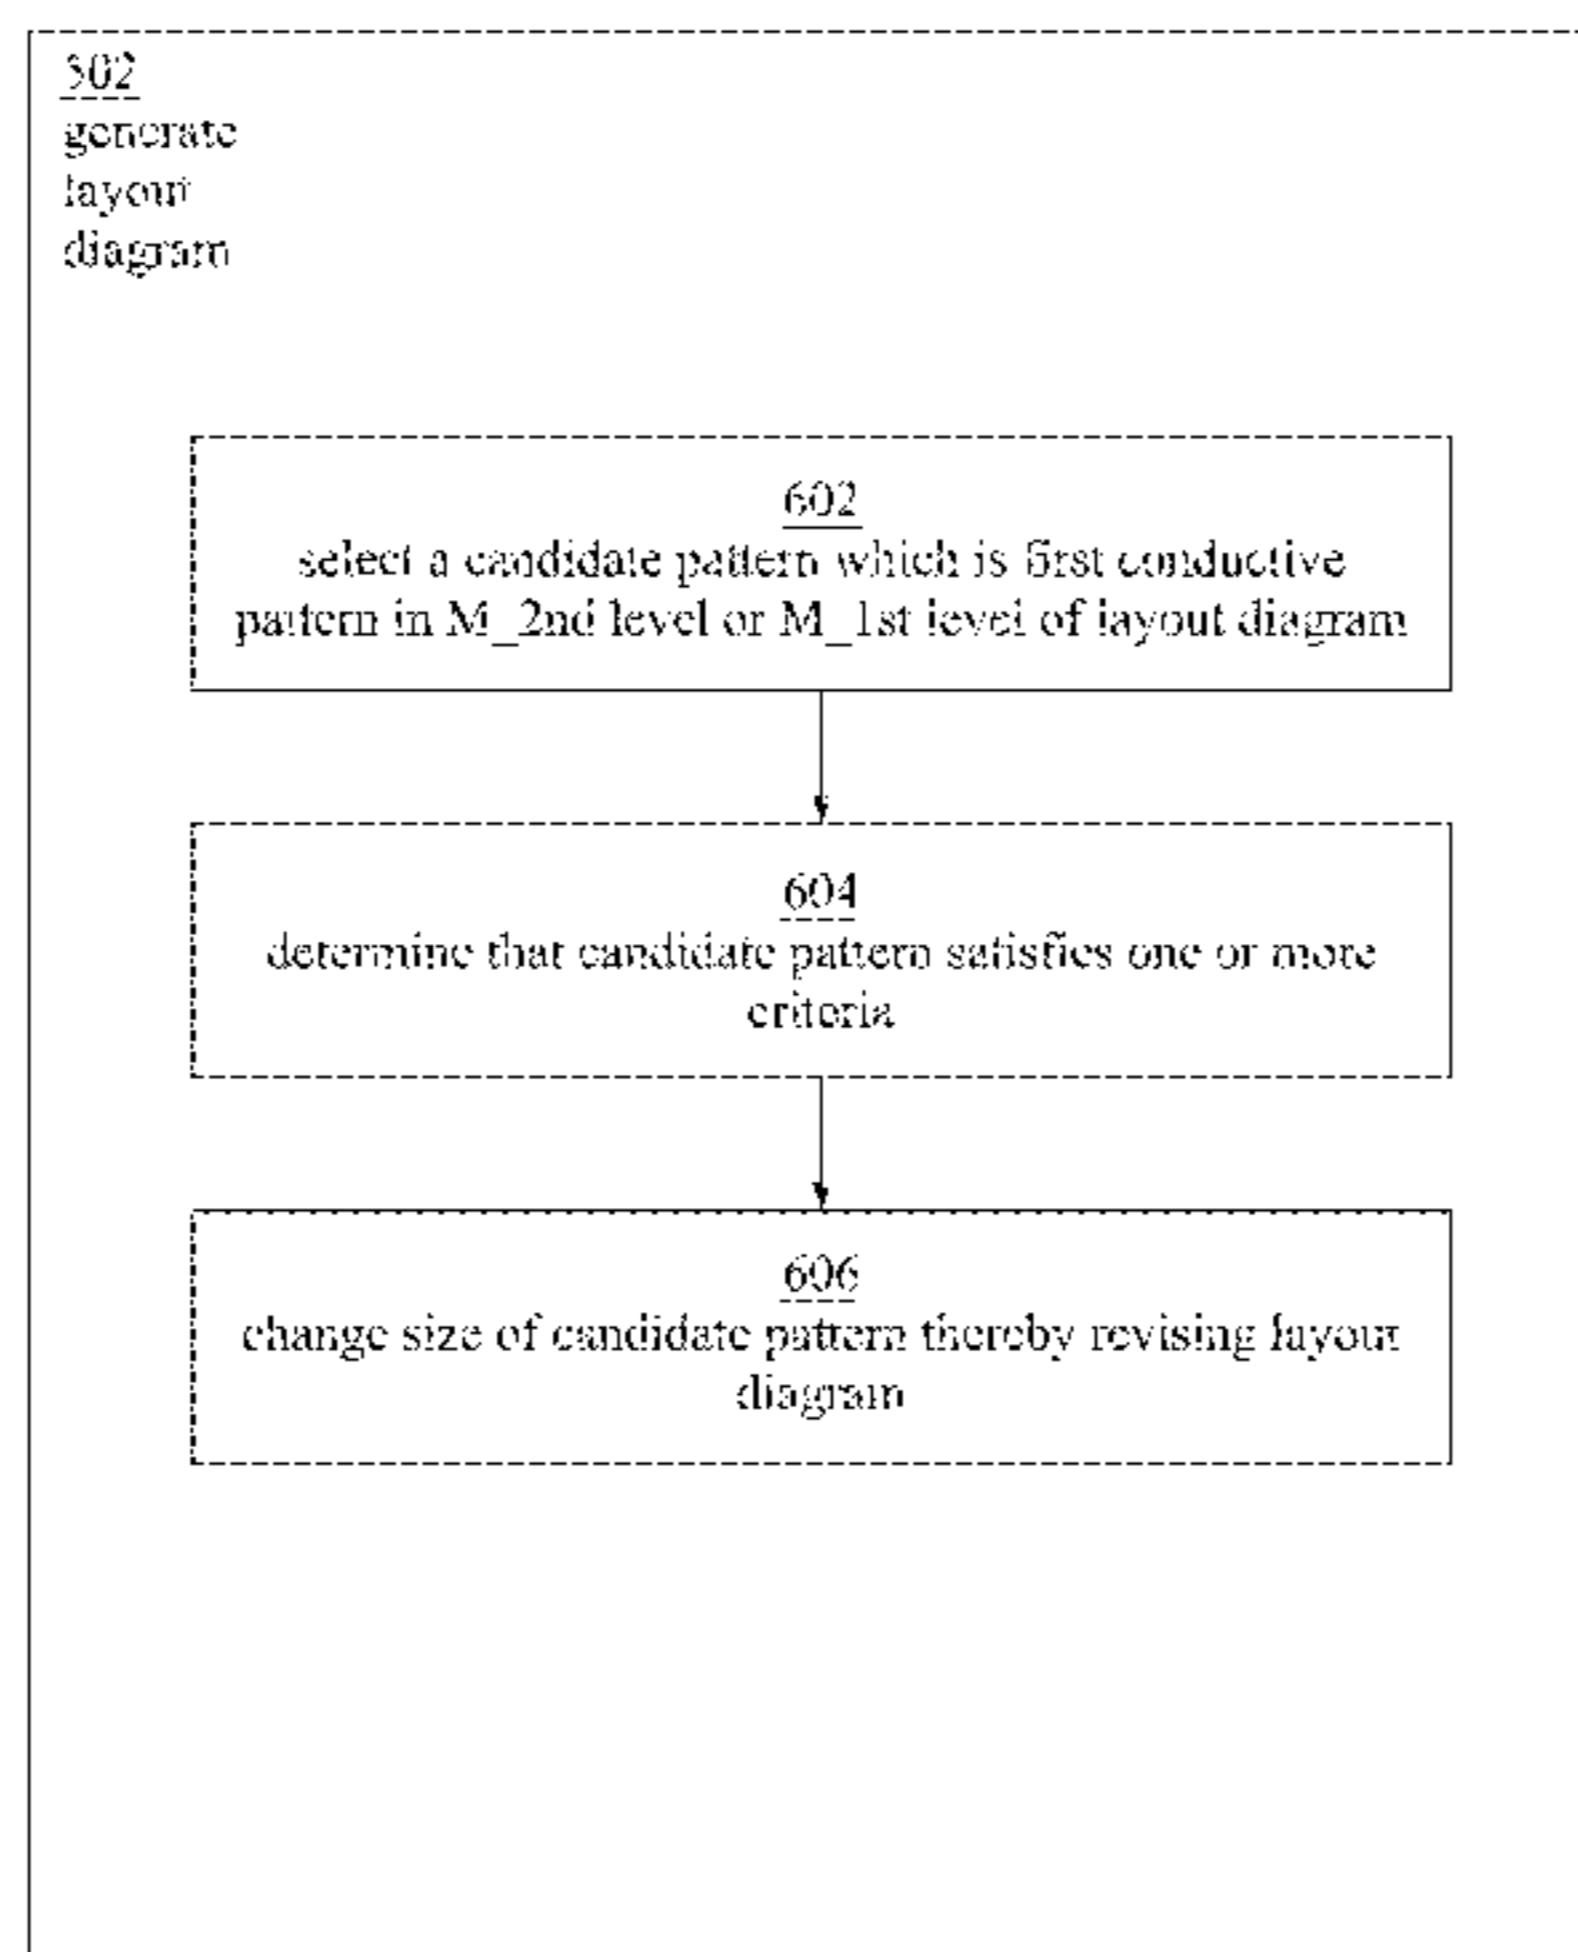 502
generate
layout
diagram
602
select a candidate pattern which is first conductive
pattern in M_2nd level or M_1st level of layout diagram
604
determine that candidate pattern satisfies one or more
criteria
606
change size of candidate pattern thereby revising layout
diagram